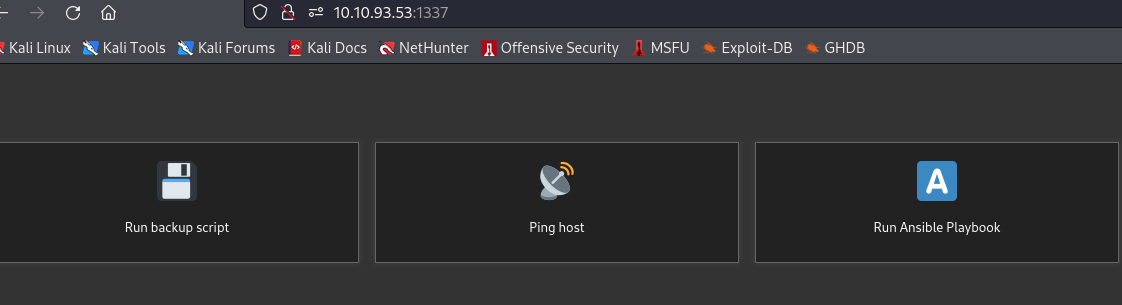 10.10.93.53:1337
Kali Linux Kali Tools Kali Forums Kali Docs NetHunter Offensive Security MSFU Exploit-DB GHDB
A
Run backup script Ping host Run Ansible Playbook